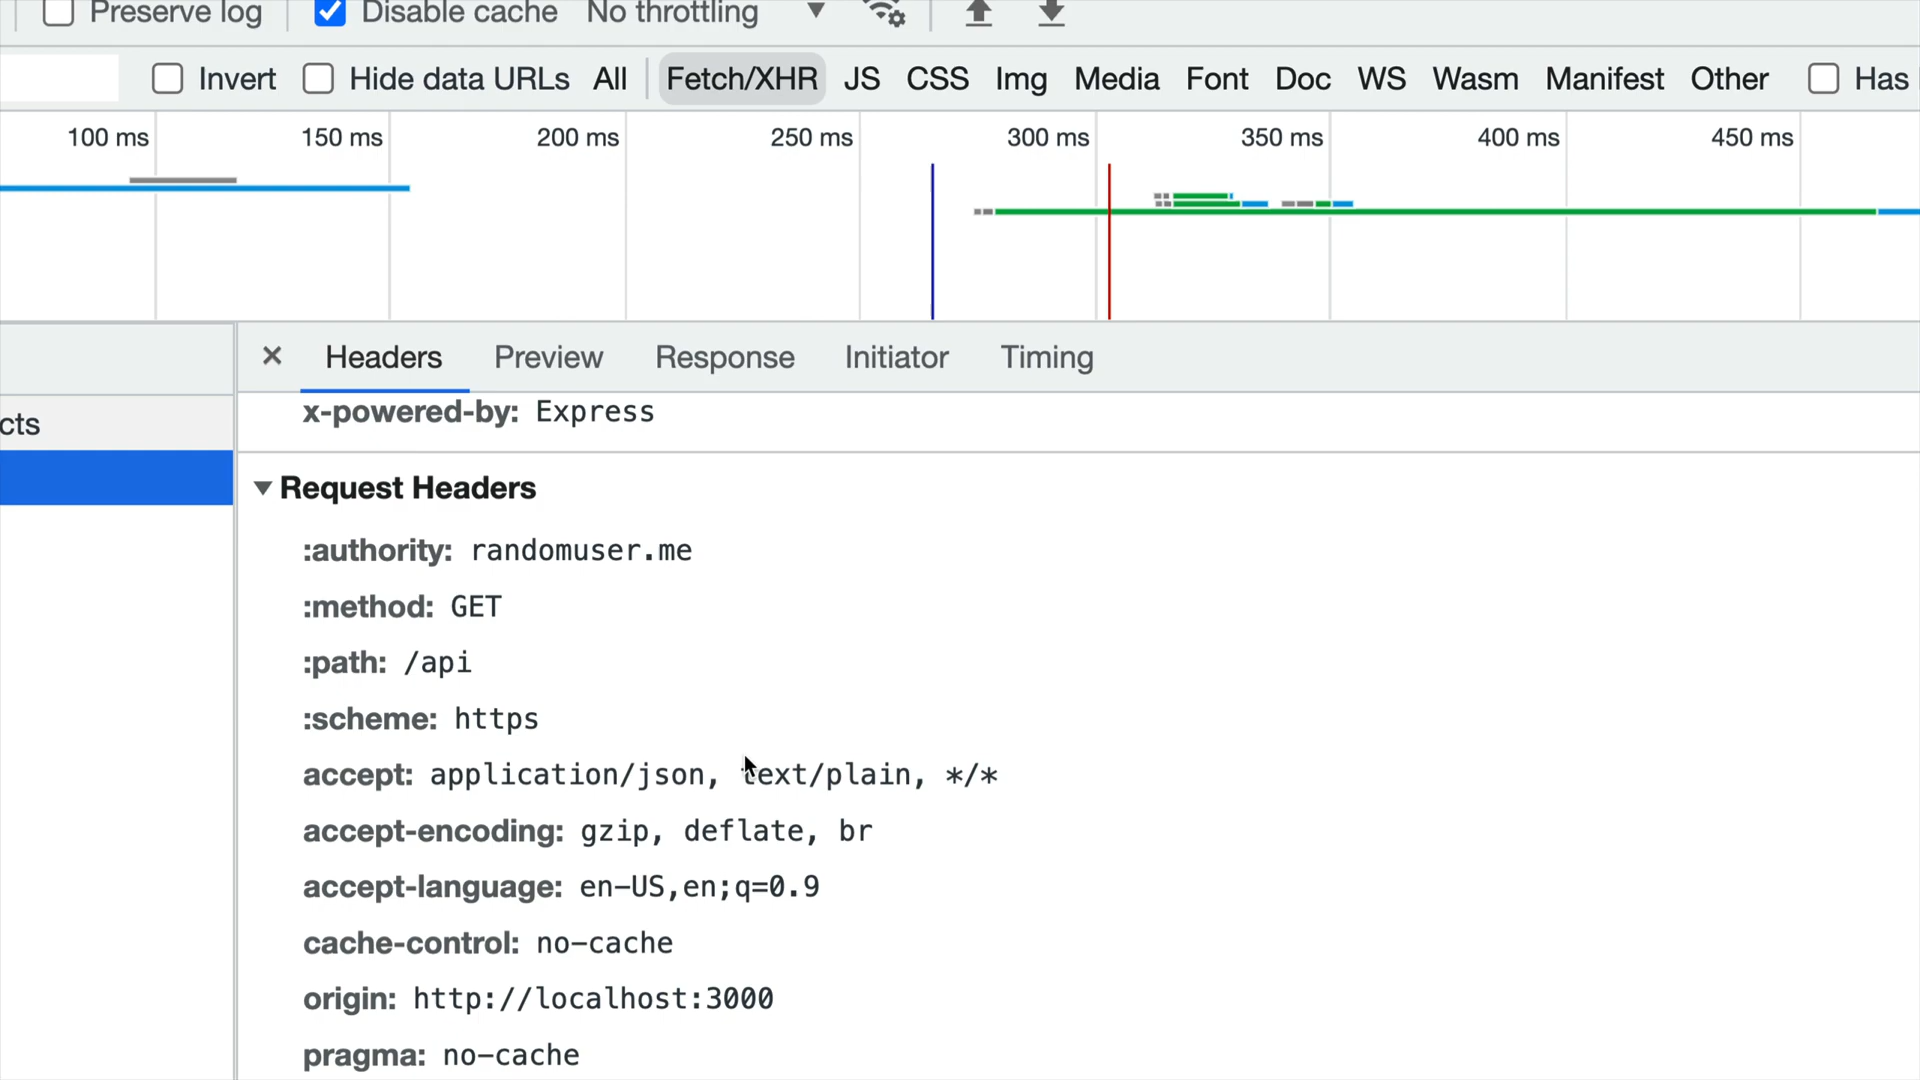 Preserve log Disable cache No throttling
Invert Hide data URLs All Fetch/XHR JS CSS Img Media Font Doc WS Wasm Manifest Other Has
100 ms 150 ms 200 ms 250 ms 300 ms 350 ms 400 ms 450 ms
× Headers Preview Response Initiator Timing
x-powered-by: Express
cts
Request Headers
:authority: randomuser.me
:method: GET
:path: /api
:scheme: https
accept: application/json, text/plain, */*
accept-encoding: gzip, deflate, br
accept-language: en-US,en;q=0.9
cache-control: no-cache
origin: http://localhost:3000
pragma: no-cache